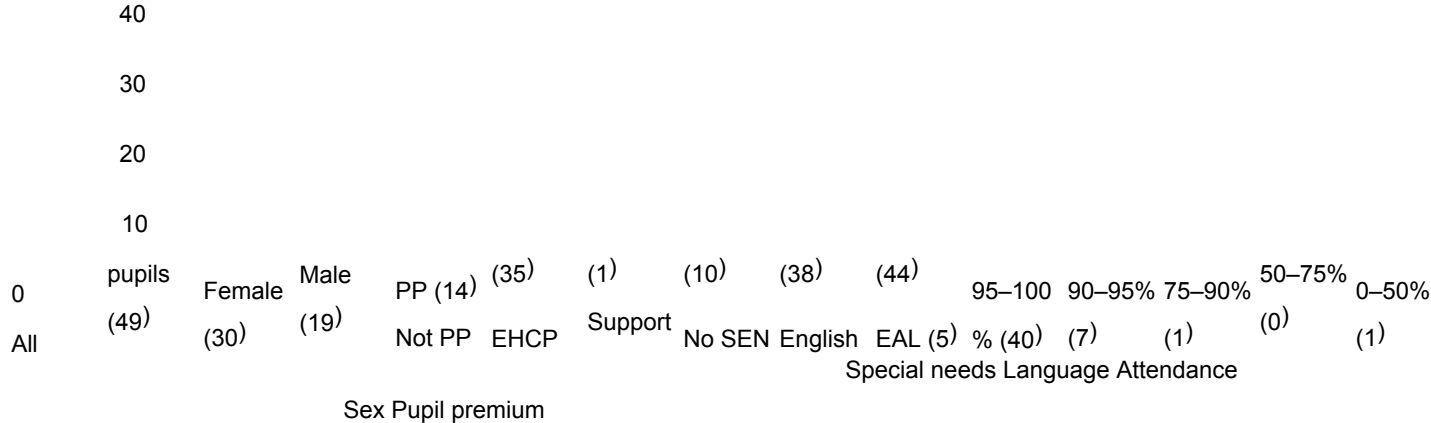 40
30
20
10
0
All
pupils
(49)
Female
(30)
Male
(19)
PP (14)
Not PP
(35)
EHCP
(1)
Support
(10)
No SEN
(38)
English
(44)
EAL (5)
95–100
% (40)
90–95%
(7)
75–90%
(1)
50–75%
(0)
0–50%
(1)
Special needs Language Attendance
Sex Pupil premium